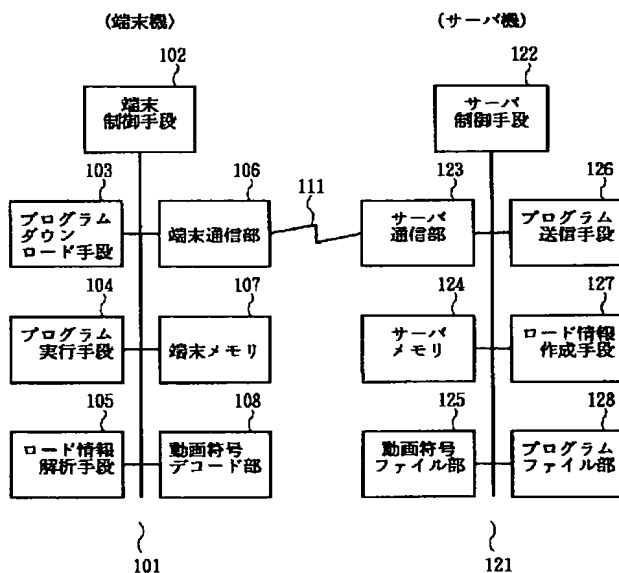 (端末機)
(サーバ機)
102
端末
制御手段
122
サーバ
制御手段
103
プログラム
ダウン
ロード手段
106
端末通信部
111
123
サーバ
通信部
126
プログラム
送信手段
104
プログラム
実行手段
107
端末メモリ
124
サーバ
メモリ
127
ロード情報
作成手段
105
ロード情報
解析手段
108
動画符号
デコード部
125
動画符号
ファイル部
128
プログラム
ファイル部
101
121